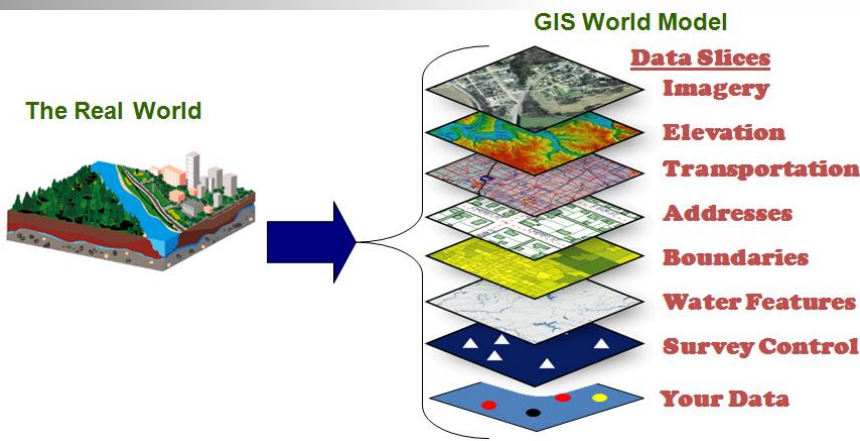 GIS World Model
The Real World
Data Slices
Imagery
Elevation
Transportation
Addresses
Boundaries
Water Features
Survey Control
Your Data